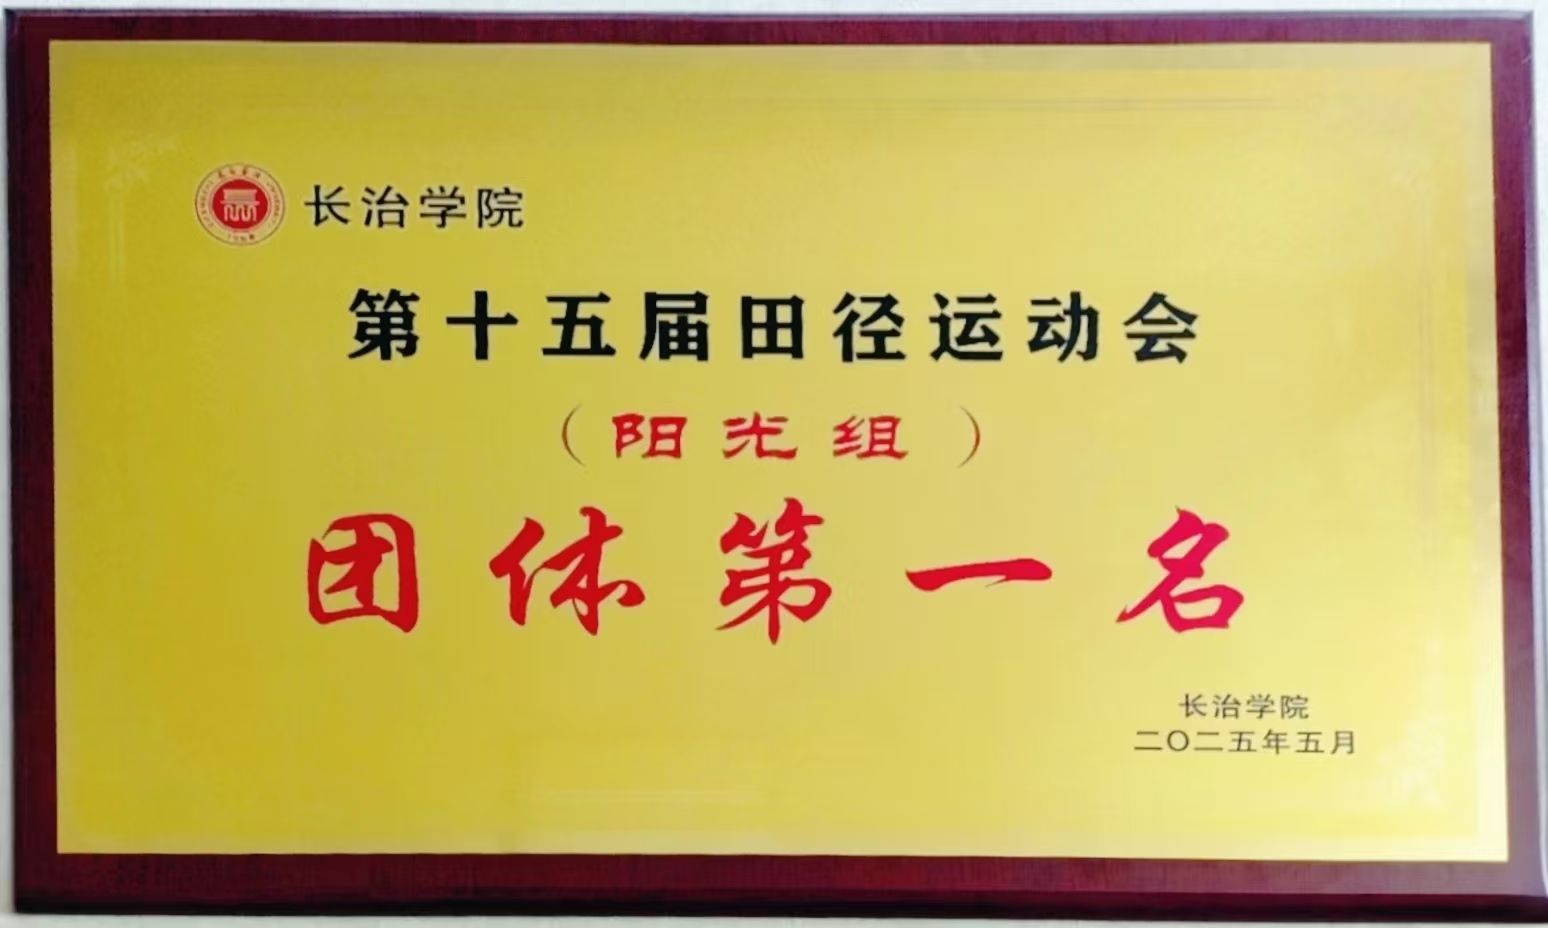 长治学院
第十五届田径运动会
（阳光组）
团体第一名
长治学院
二〇二五年五月